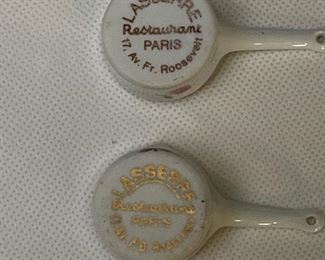 LASSERRE
Restaurant
PARIS
17, Av. Fr. Roosevelt
LASSERRE
Restaurant
PARIS